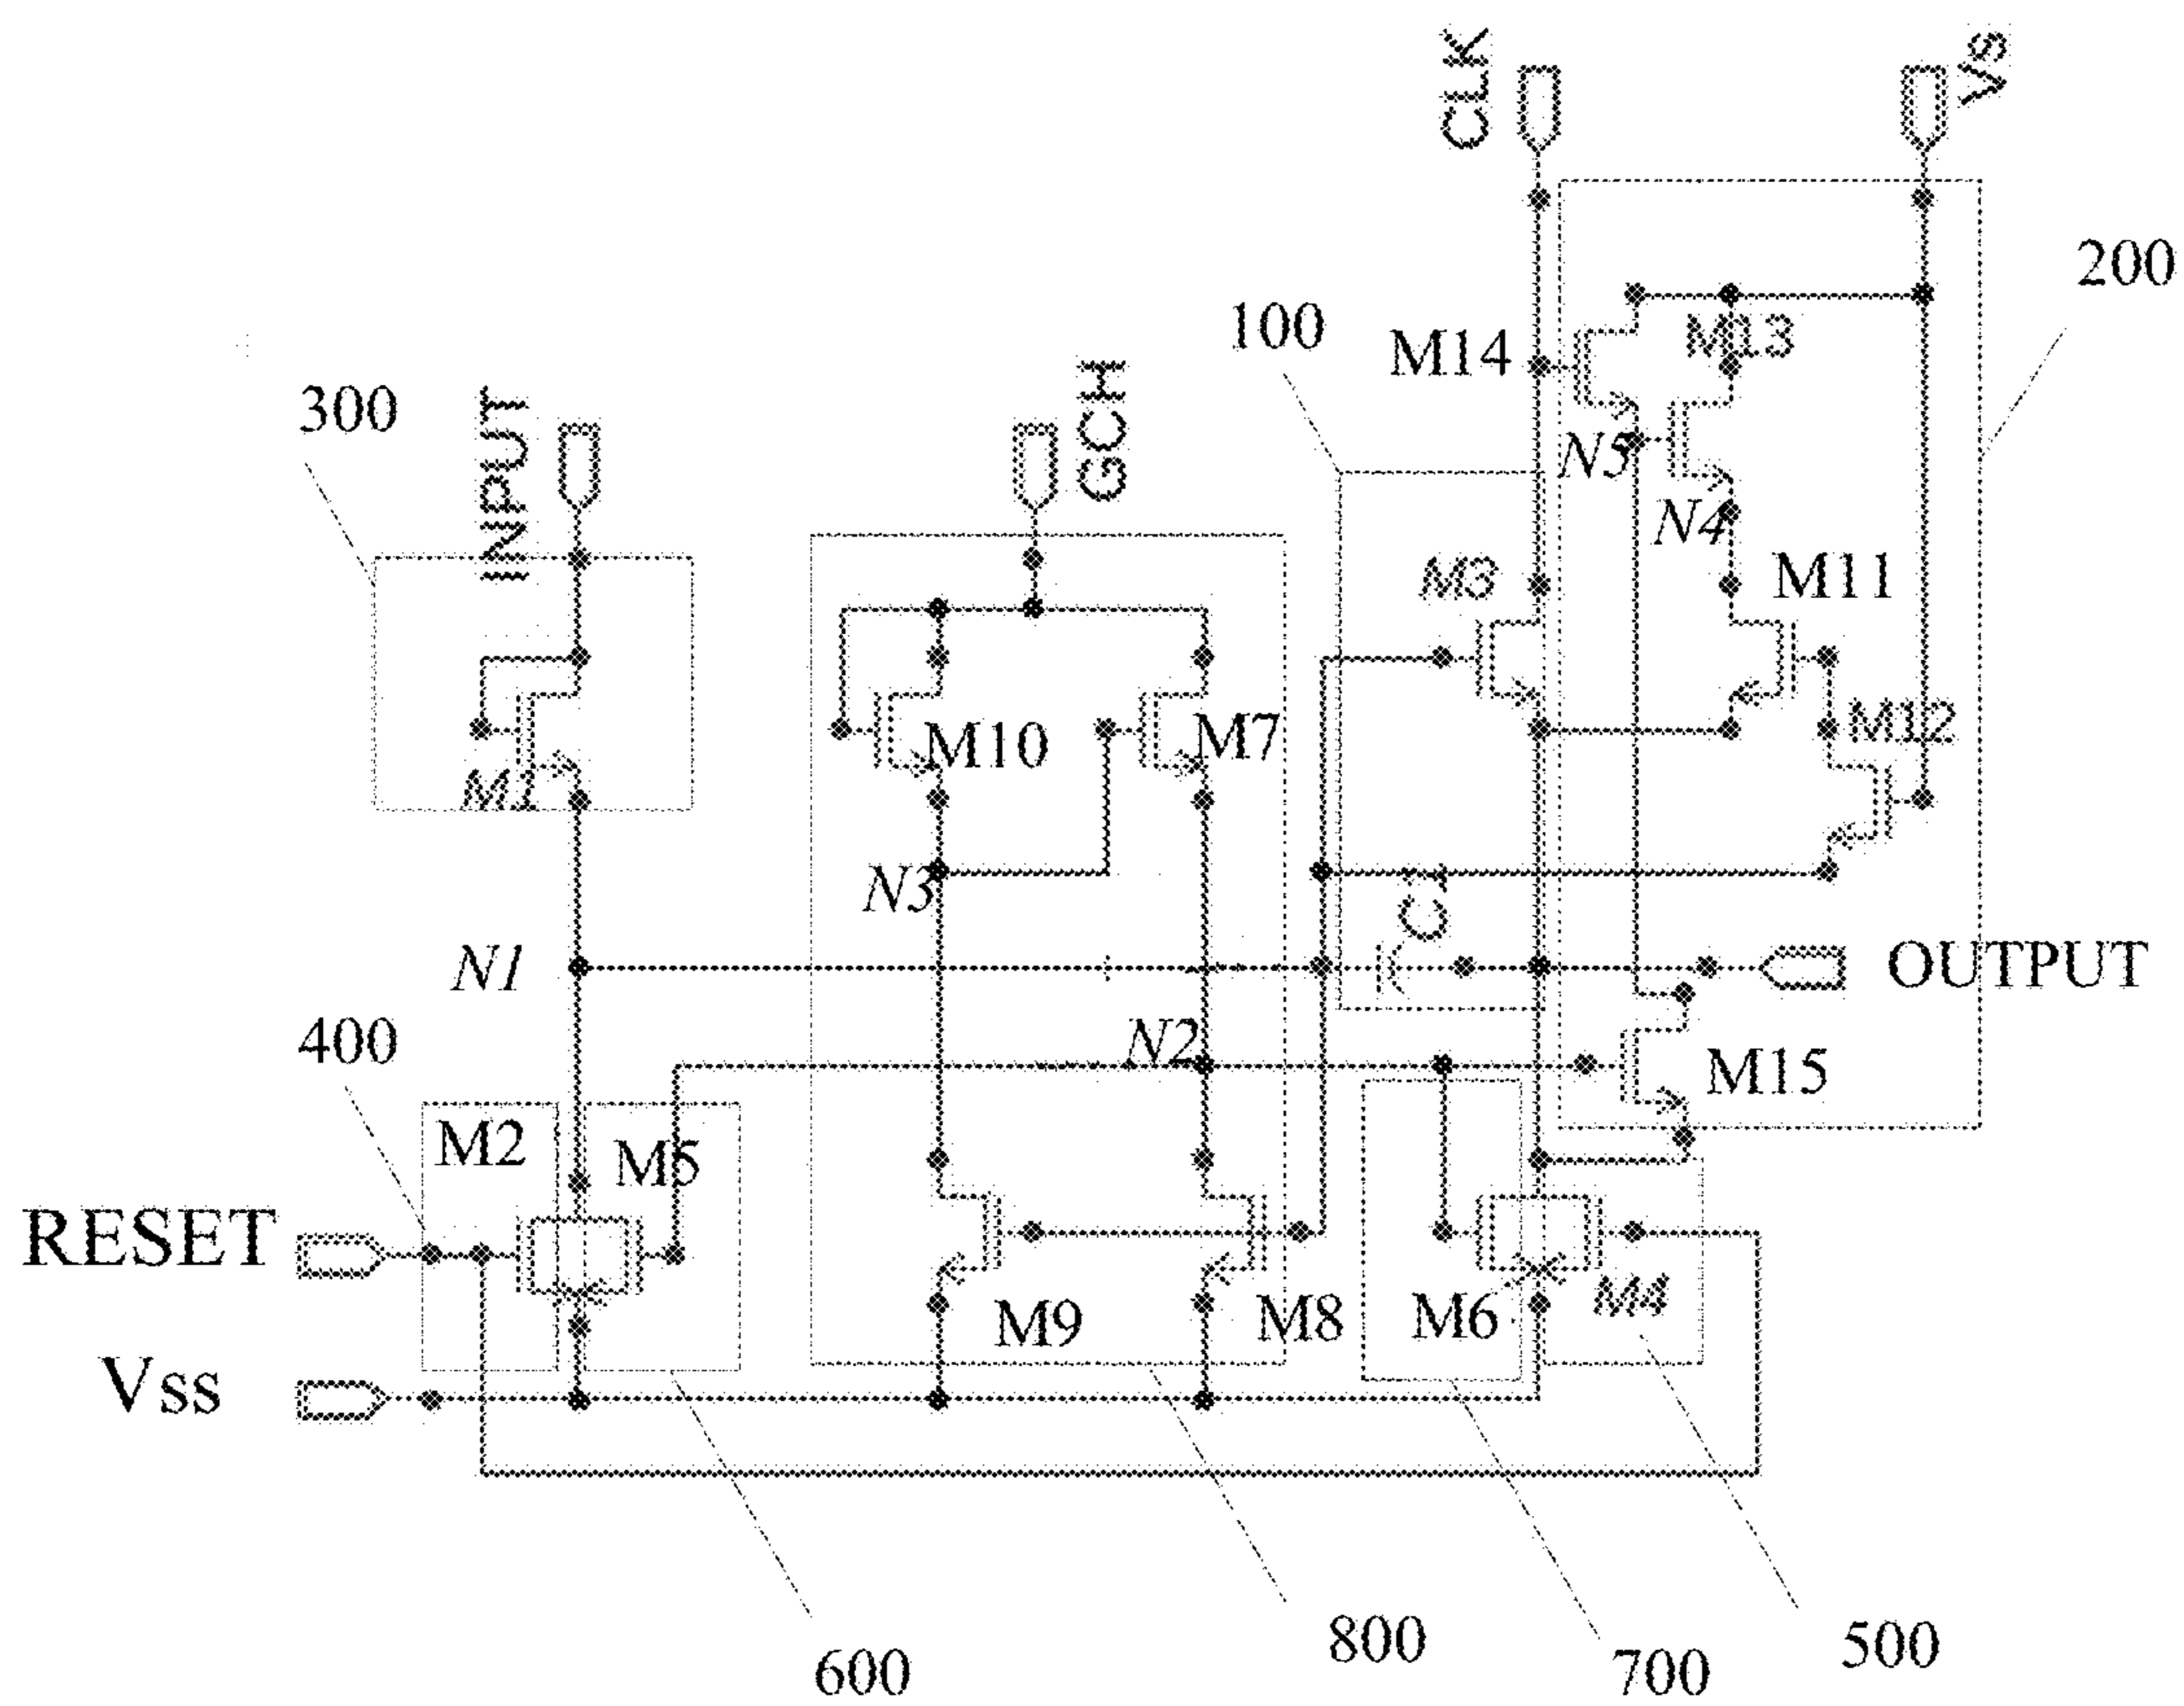 CLK
Vs
200
100
M14
M13
300
INPUT
GCH
N5
N4
M3
M11
M10
M7
M12
M1
N3
C1
N1
OUTPUT
400
N2
M15
M2
M5
RESET
M9
M8
M6
M4
Vss
600
800
700
500